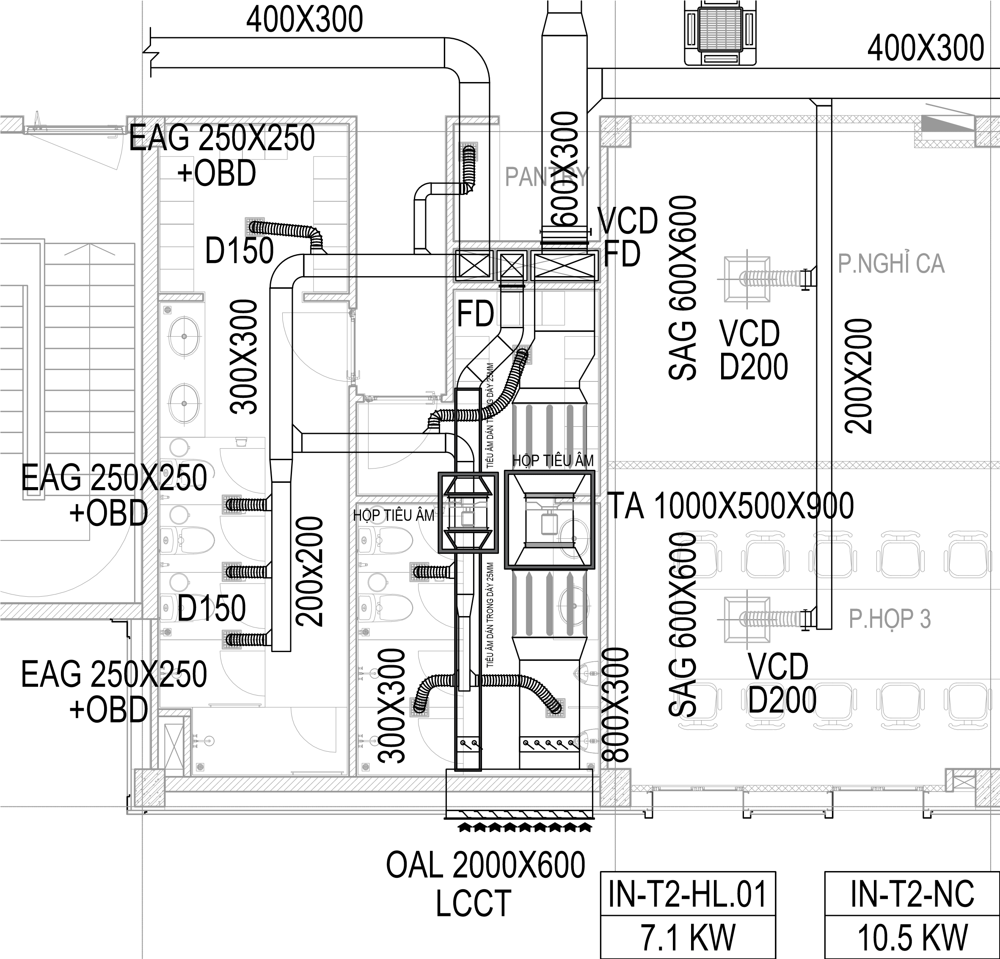 400X300
400X300
EAG 250X250
+OBD
600X300
PANTRY
VCD
FD
D150
SAG 600X600
P.NGHỈ CA
300X300
FD
VCD
D200
200X200
TIÊU ÂM DÁN TRONG DÀY 25MM
HỘP TIÊU ÂM
EAG 250X250
+OBD
HỘP TIÊU ÂM
TA 1000X500X900
200x200
D150
TIÊU ÂM DÁN TRONG DÀY 25MM
SAG 600X600
P.HỌP 3
EAG 250X250
+OBD
300X300
800X300
VCD
D200
OAL 2000X600
LCCT
IN-T2-HL.01
7.1 KW
IN-T2-NC
10.5 KW